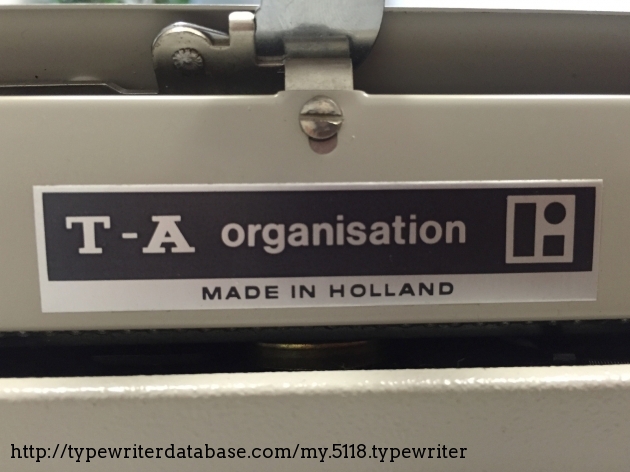 T-A organisation
MADE IN HOLLAND
http://typewriterdatabase.com/my.5118.typewriter